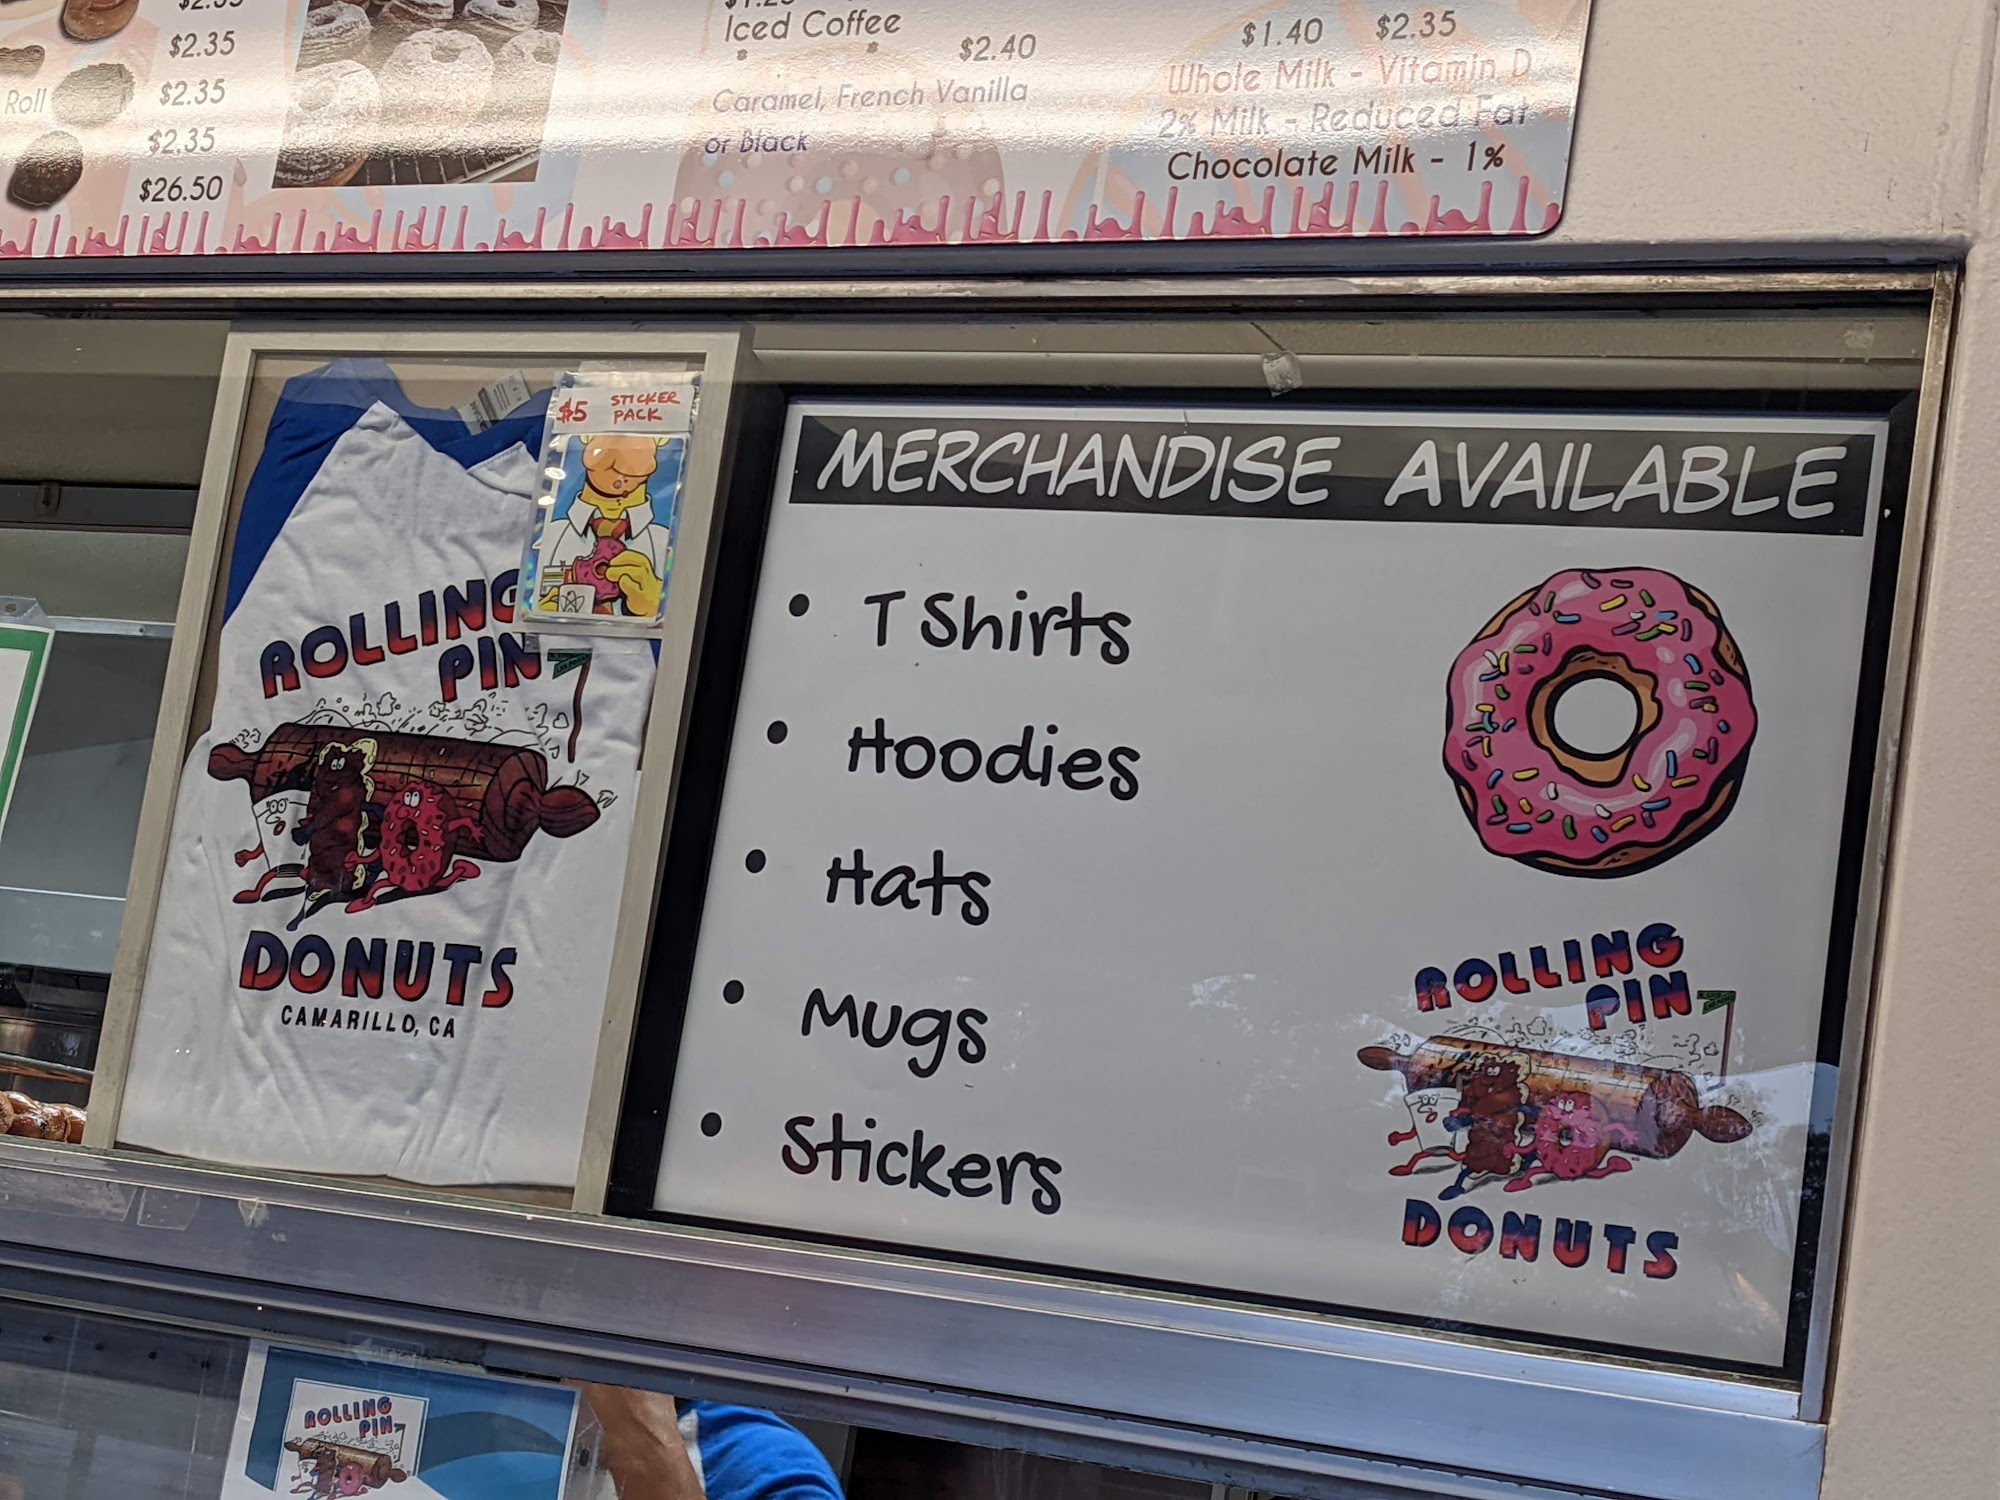 $2.35
$2.35
Roll $2.35
$2.35
$26.50
Iced Coffee
$2.40
Caramel, French Vanilla
or Black
$1.40 $2.35
Whole Milk - Vitamin D
2% Milk - Reduced Fat
Chocolate Milk - 1%
$5 STICKER
PACK
ROLLING
PIN
DONUTS
CAMARILLO, CA
MERCHANDISE AVAILABLE
• T Shirts
• Hoodies
• Hats
• Mugs
• Stickers
ROLLING
PIN
DONUTS
ROLLING
PIN